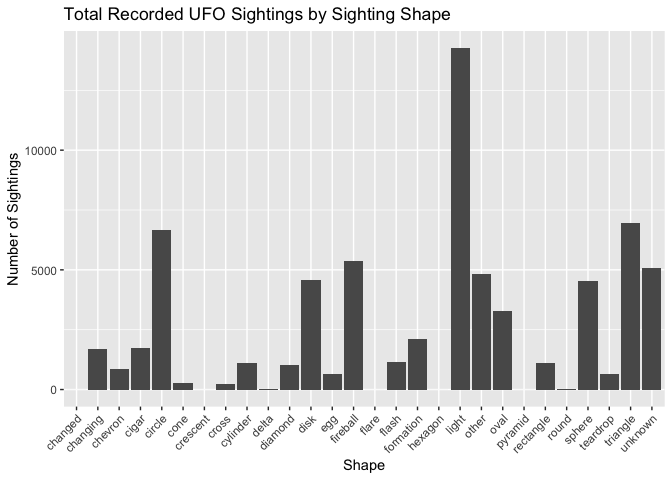 Total Recorded UFO Sightings by Sighting Shape
Number of Sightings
10000
5000
0
changed
changing
chevron
cigar
circle
cone
crescent
cross
cylinder
delta
diamond
disk
egg
fireball
flare
flash
formation
hexagon
light
other
oval
pyramid
rectangle
round
sphere
teardrop
triangle
unknown
Shape